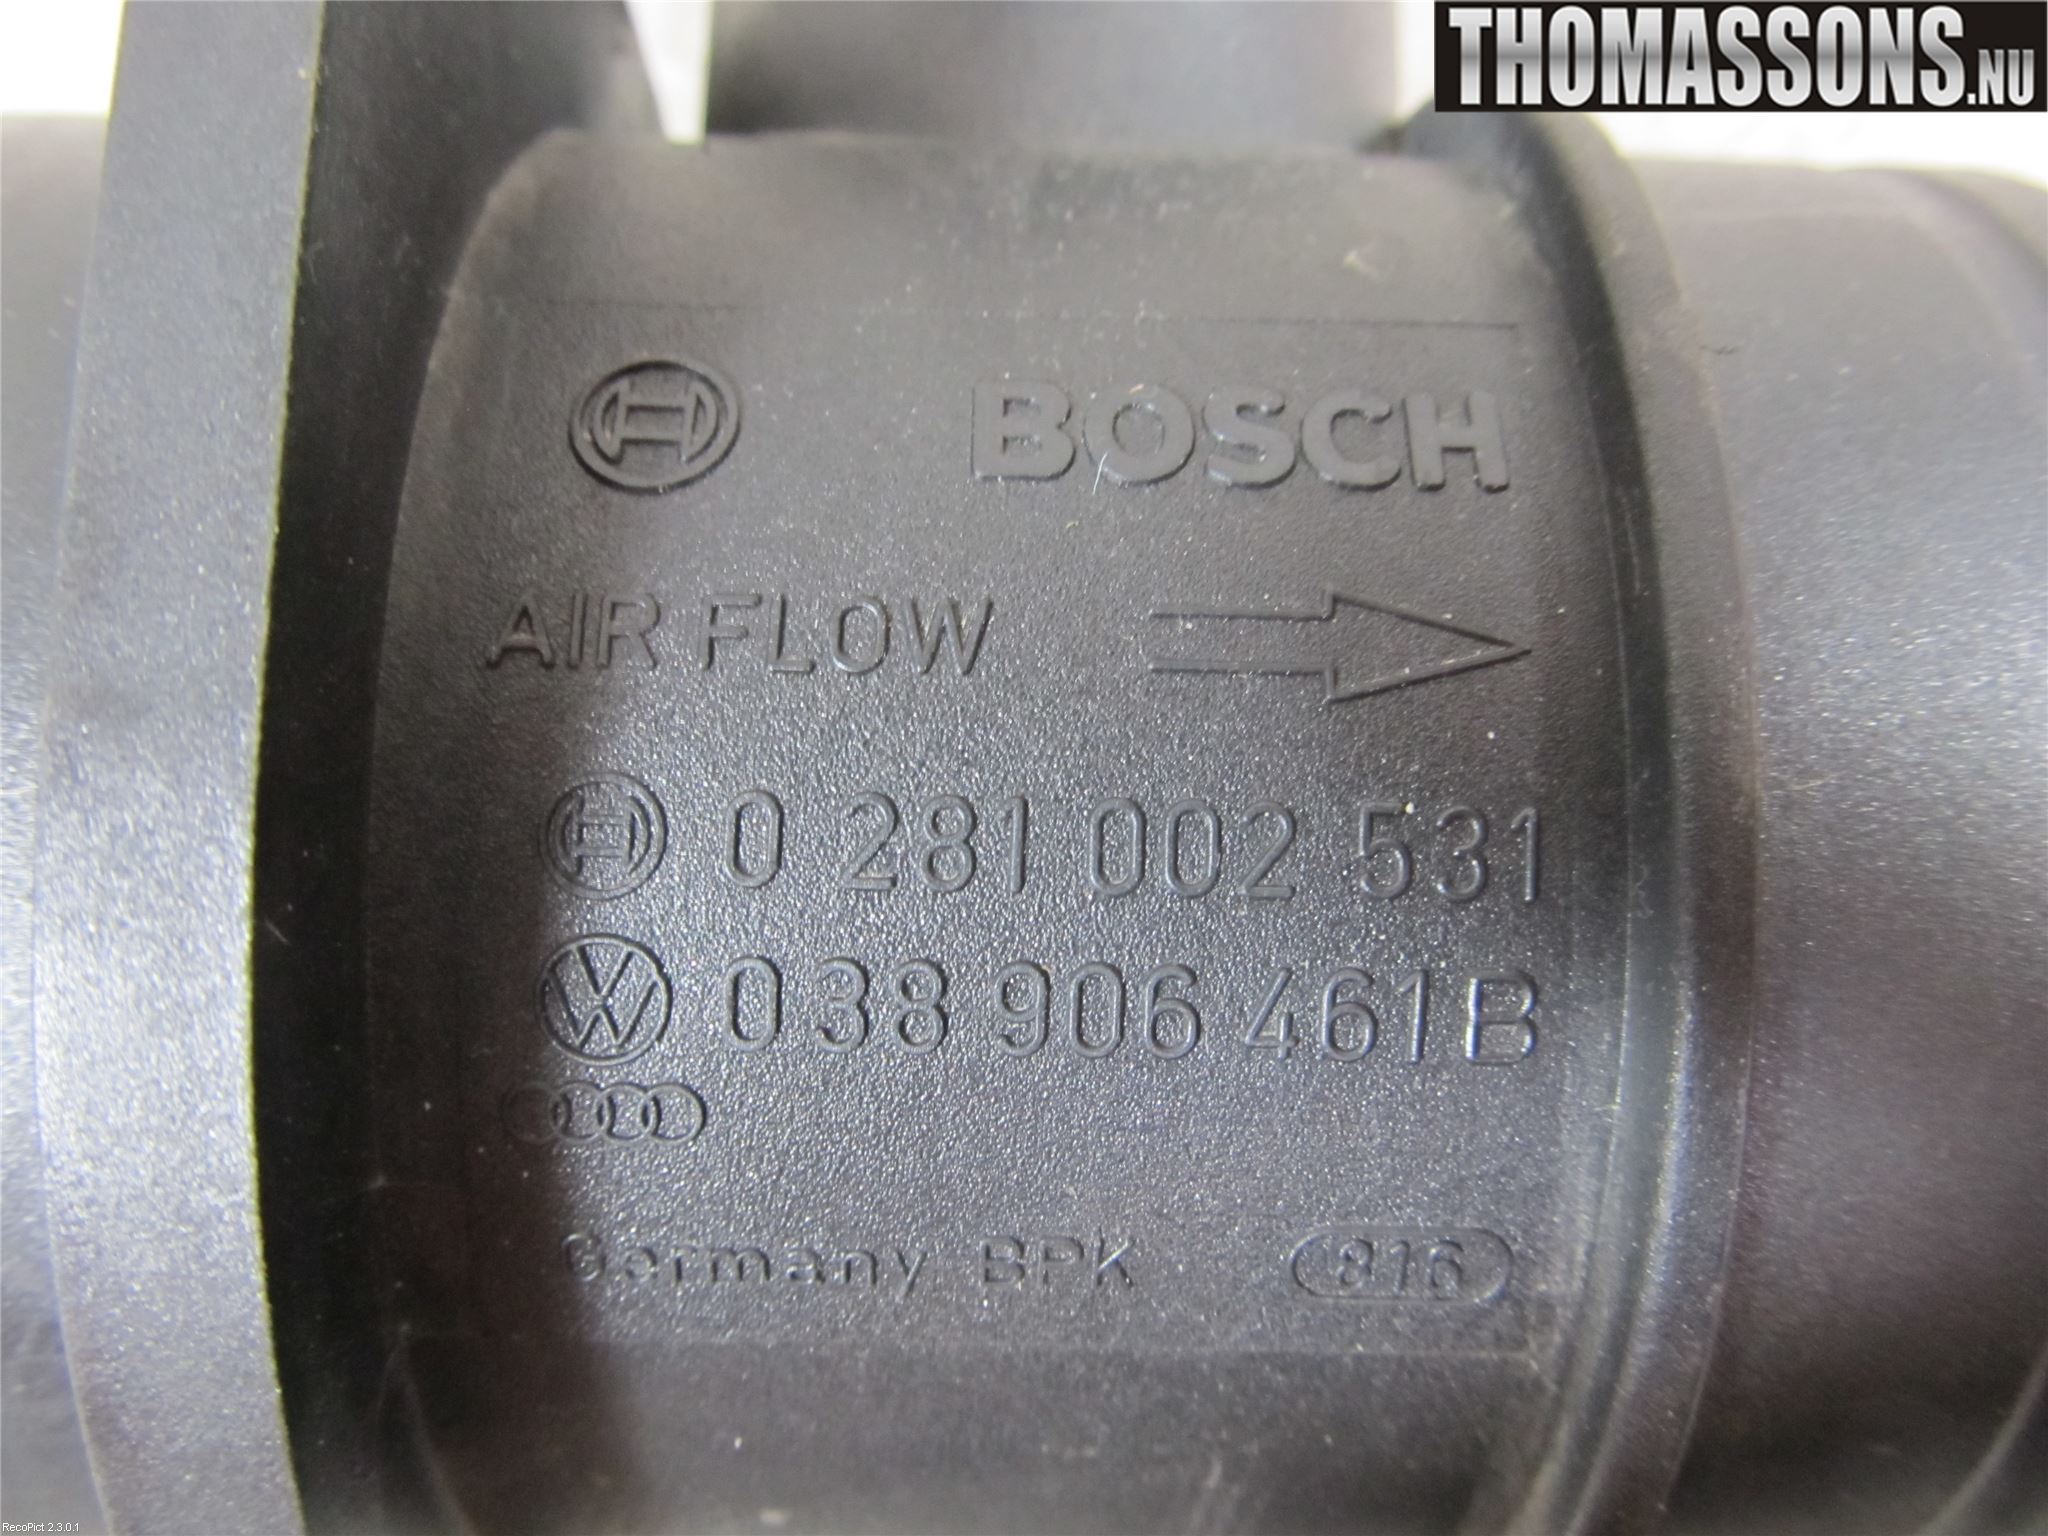 THOMASSONS.NU
BOSCH
AIR FLOW
0 281 002 531
038 906 461 B
Germany BPK 816
RecoPict 2.3.0.1